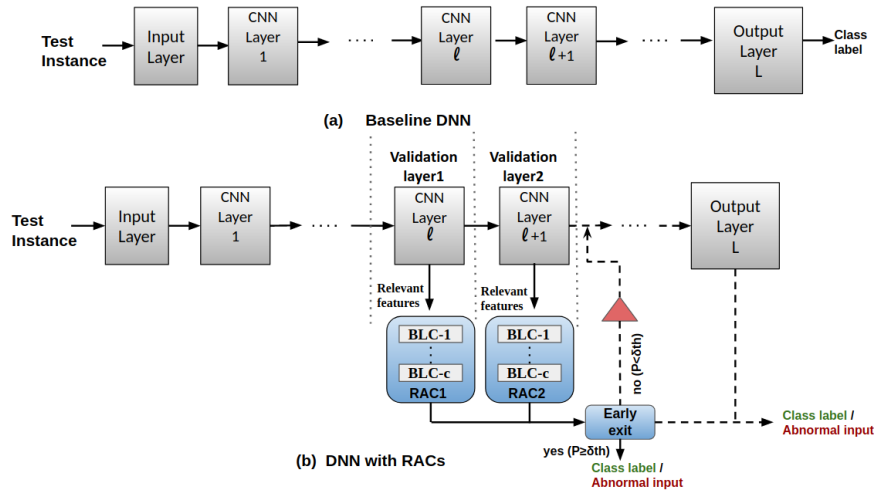 Test
Instance
Input
Layer
CNN
Layer
1
CNN
Layer
ℓ
CNN
Layer
ℓ+1
Output
Layer
L
Class
label
(a) Baseline DNN
Validation
layer1
Validation
layer2
Test
Instance
Input
Layer
CNN
Layer
1
CNN
Layer
ℓ
CNN
Layer
ℓ+1
Output
Layer
L
Relevant
features
Relevant
features
BLC-1
BLC-c
RAC1
BLC-1
BLC-c
RAC2
no (P<δth)
Early
exit
Class label /
Abnormal input
yes (P≥δth)
Class label /
Abnormal input
(b) DNN with RACs